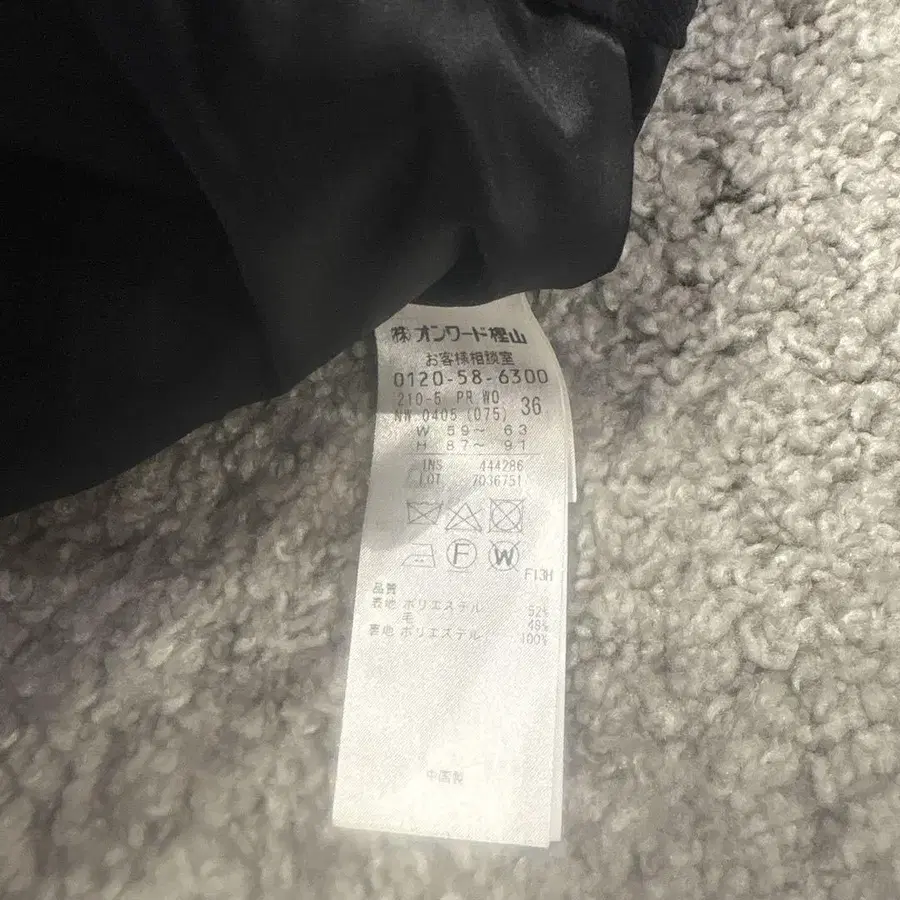 ㈱オンワード樫山
お客様相談室
0120-58-6300
210-5 PR WO 36
NW 0405 (075)
W 59~ 63
H 87~ 91
INS 444286
LOT 7036751
F
W
F13H
品質
表地 ポリエステル 52%
毛 48%
裏地 ポリエステル 100%
中国製